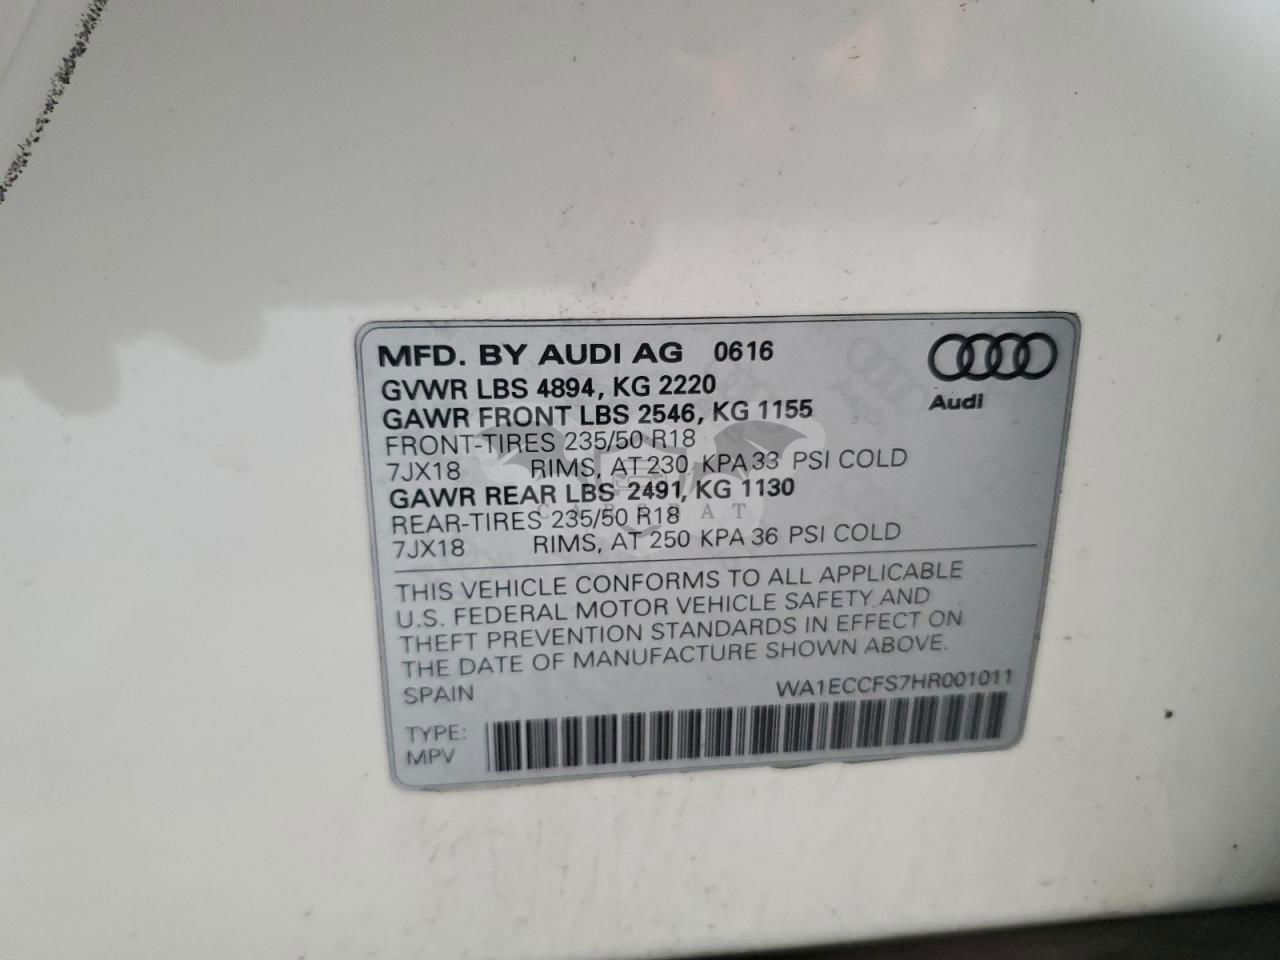 MFD. BY AUDI AG 0616
Audi
GVWR LBS 4894, KG 2220
GAWR FRONT LBS 2546, KG 1155
FRONT-TIRES 235/50 R18
7JX18 RIMS, AT 230 KPA 33 PSI COLD
GAWR REAR LBS 2491, KG 1130
REAR-TIRES 235/50 R18
7JX18 RIMS, AT 250 KPA 36 PSI COLD
THIS VEHICLE CONFORMS TO ALL APPLICABLE
U.S. FEDERAL MOTOR VEHICLE SAFETY AND
THEFT PREVENTION STANDARDS IN EFFECT ON
THE DATE OF MANUFACTURE SHOWN ABOVE.
SPAIN WA1ECCFS7HR001011
TYPE:
MPV